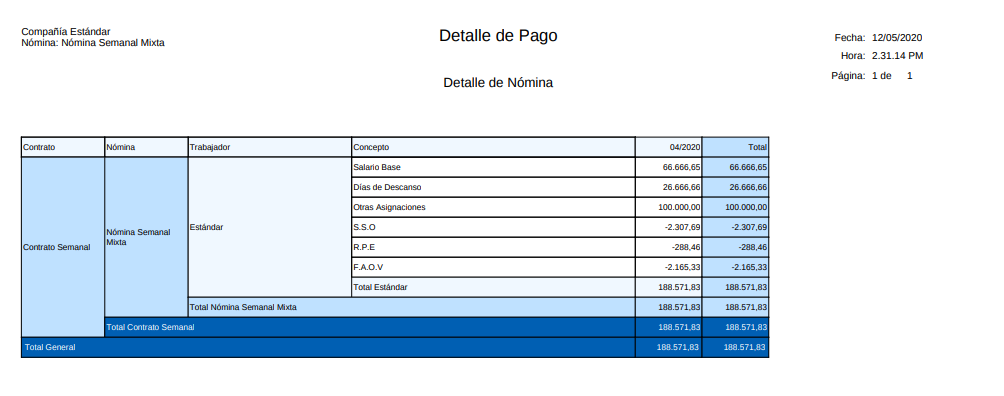 Compañía Estándar
Nómina: Nómina Semanal Mixta
Detalle de Pago
Detalle de Nómina
Fecha: 12/05/2020
Hora: 2.31.14 PM
Página: 1 de 1
Contrato Nómina Trabajador Concepto 04/2020 Total
Contrato Semanal
Nómina Semanal
Mixta
Estándar
Salario Base 66.666,65 66.666,65
Días de Descanso 26.666,66 26.666,66
Otras Asignaciones 100.000,00 100.000,00
S.S.O -2.307,69 -2.307,69
R.P.E -288,46 -288,46
F.A.O.V -2.165,33 -2.165,33
Total Estándar 188.571,83 188.571,83
Total Nómina Semanal Mixta 188.571,83 188.571,83
Total Contrato Semanal 188.571,83 188.571,83
Total General 188.571,83 188.571,83